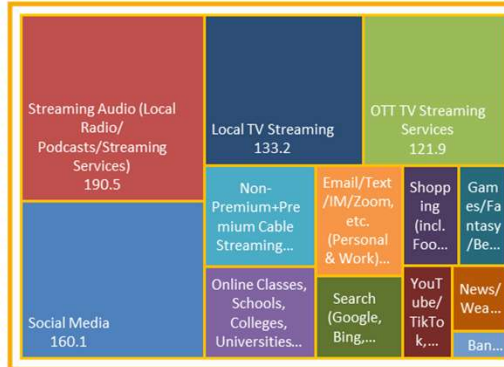 Streaming Audio (Local
Radio/
Podcasts/Streaming
Services)
190.5
Social Media
160.1
Local TV Streaming
133.2
OTT TV Streaming
Services
121.9
Non-
Premium+Pre
mium Cable
Streaming...
Email/Text
/IM/Zoom,
etc.
(Personal
& Work)...
Shopp
ing
(incl.
Foo...
Gam
es/Fa
ntasy
/Be...
Online Classes,
Schools,
Colleges,
Universities...
Search
(Google,
Bing,...
YouT
ube/
TikTo
k,...
News/
Wea...
Ban...